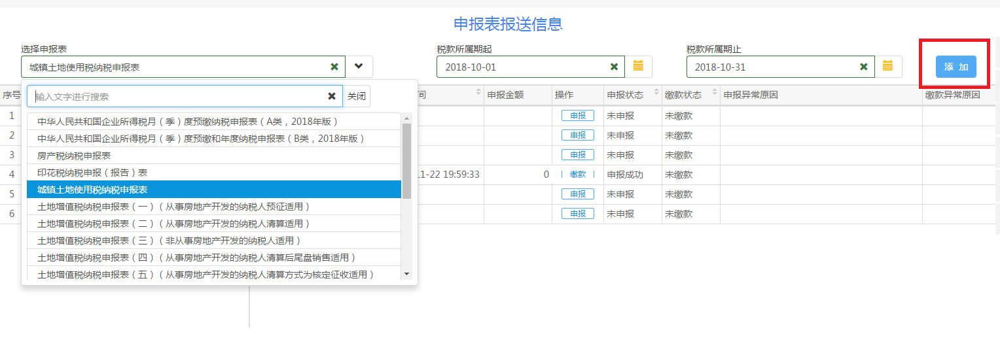 申报表报送信息
选择申报表 税款所属期起 税款所属期止
城镇土地使用税纳税申报表 2018-10-01 2018-10-31 添 加
序号 间 申报金额 操作 申报状态 缴款状态 申报异常原因 缴款异常原因
输入文字进行搜索 关闭
中华人民共和国企业所得税月（季）度预缴纳税申报表（A类，2018年版）
中华人民共和国企业所得税月（季）度预缴和年度纳税申报表（B类，2018年版）
房产税纳税申报表
印花税纳税申报（报告）表
城镇土地使用税纳税申报表
土地增值税纳税申报表（一）（从事房地产开发的纳税人预征适用）
土地增值税纳税申报表（二）（从事房地产开发的纳税人清算适用）
土地增值税纳税申报表（三）（非从事房地产开发的纳税人适用）
土地增值税纳税申报表（四）（从事房地产开发的纳税人清算后尾盘销售适用）
土地增值税纳税申报表（五）（从事房地产开发的纳税人清算方式为核定征收适用）
1 申报 未申报 未缴款
2 申报 未申报 未缴款
3 申报 未申报 未缴款
4 11-22 19:59:33 0 缴款 申报成功 未缴款
5 申报 未申报 未缴款
6 申报 未申报 未缴款